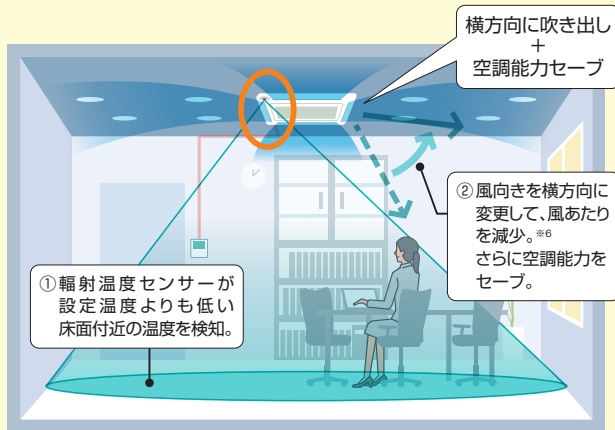 横方向に吹き出し
+
空調能力セーブ
②風向きを横方向に
変更して、風あたり
を減少。※6
さらに空調能力を
セーブ。
①輻射温度センサーが
設定温度よりも低い
床面付近の温度を検知。